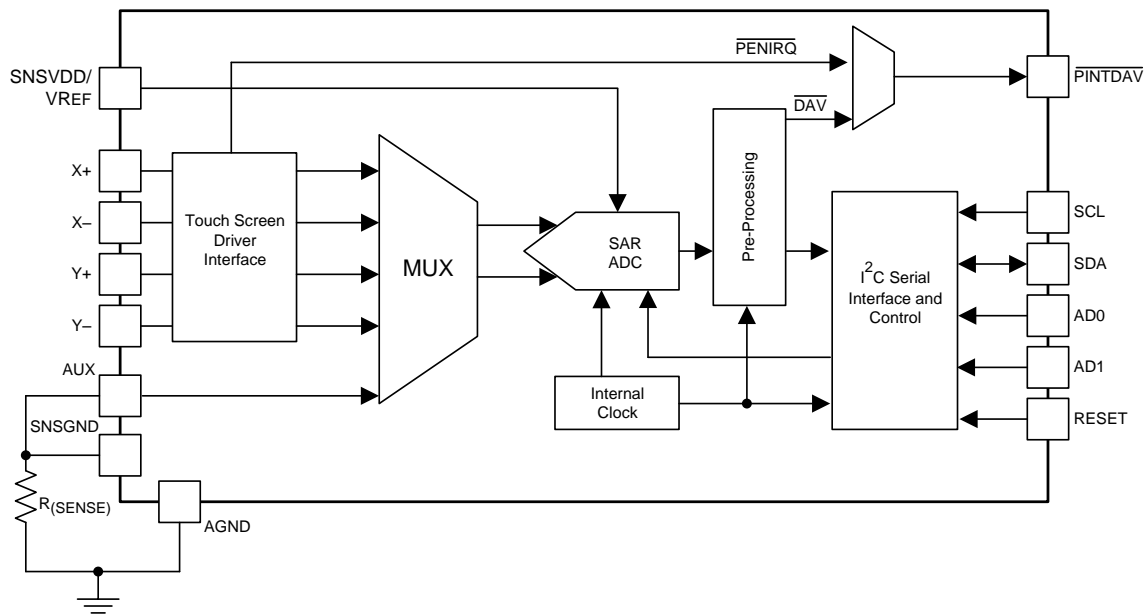 PENIRQ
SNSVDD/
VREF
PINTDAV
DAV
X+
X–
Y+
Y–
Touch Screen
Driver
Interface
MUX
SAR
ADC
Pre-Processing
I2C Serial
Interface and
Control
SCL
SDA
AD0
AD1
RESET
AUX
Internal
Clock
SNSGND
R(SENSE)
AGND